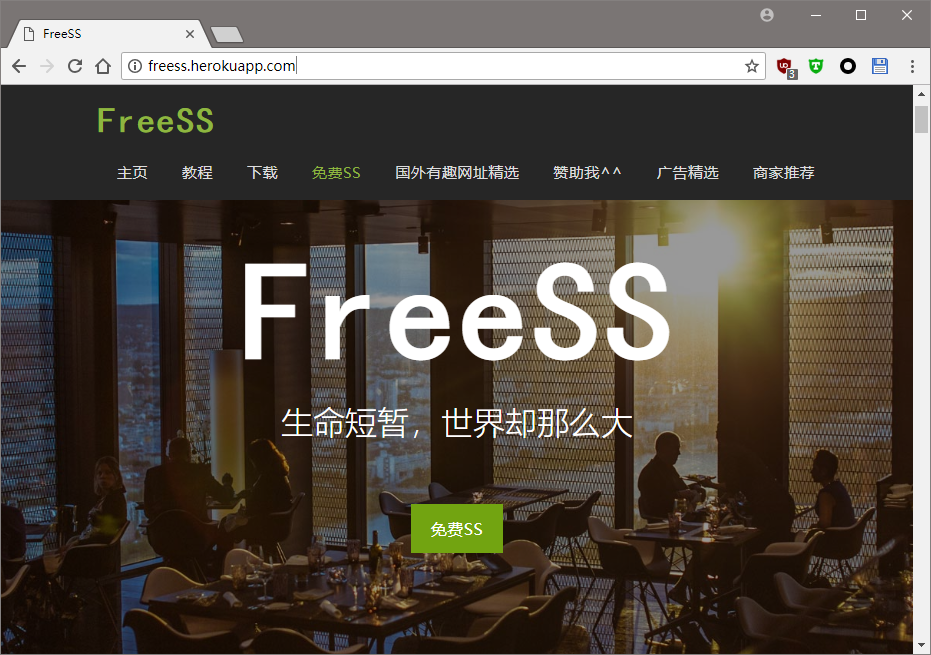 FreeSS
freess.herokuapp.com
3
FreeSS
主页 教程 下载 免费SS 国外有趣网址精选 赞助我^^ 广告精选 商家推荐
FreeSS
生命短暂，世界却那么大
免费SS